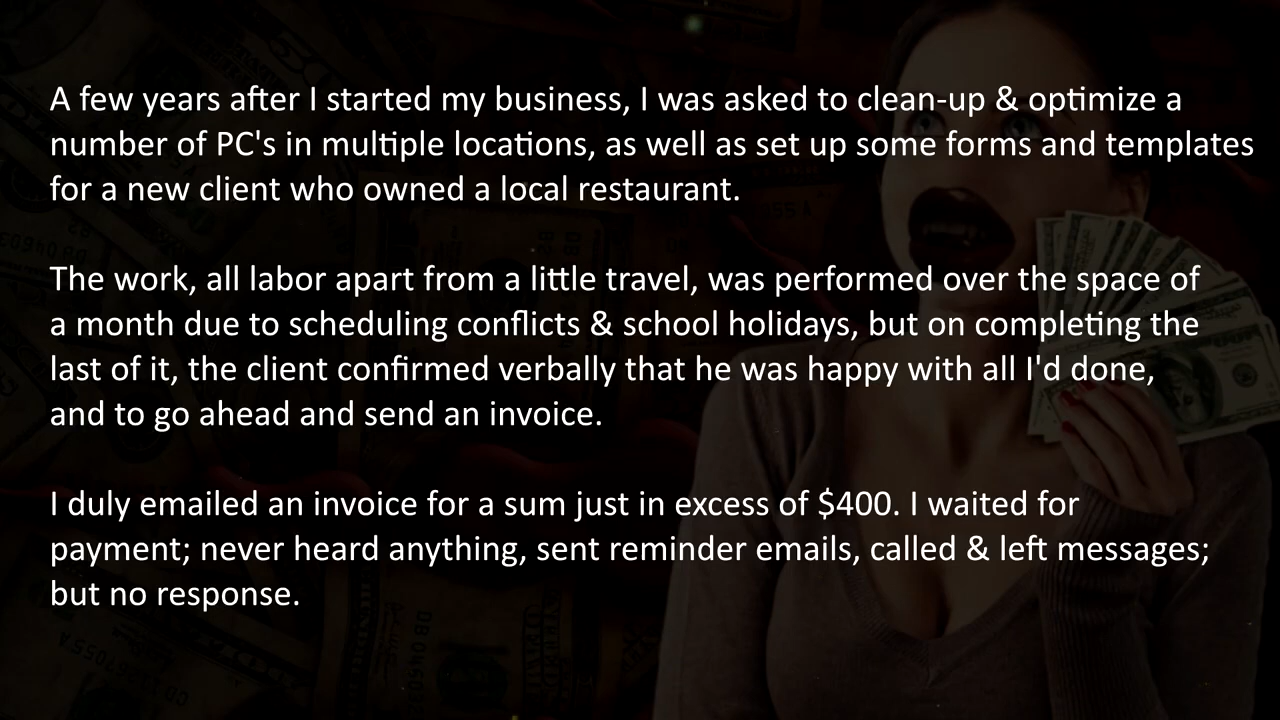 A few years after I started my business, I was asked to clean-up & optimize a
number of PC's in multiple locations, as well as set up some forms and templates
for a new client who owned a local restaurant.
The work, all labor apart from a little travel, was performed over the space of
a month due to scheduling conflicts & school holidays, but on completing the
last of it, the client confirmed verbally that he was happy with all I'd done,
and to go ahead and send an invoice.
I duly emailed an invoice for a sum just in excess of $400. I waited for
payment; never heard anything, sent reminder emails, called & left messages;
but no response.